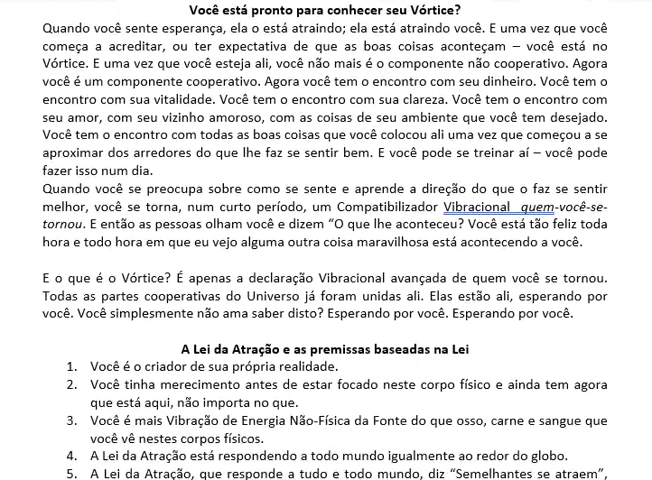 Você está pronto para conhecer seu Vórtice?
Quando você sente esperança, ela o está atraindo; ela está atraindo você. E uma vez que você
começa a acreditar, ou ter expectativa de que as boas coisas aconteçam – você está no
Vórtice. E uma vez que você esteja ali, você não mais é o componente não cooperativo. Agora
você é um componente cooperativo. Agora você tem o encontro com seu dinheiro. Você tem o
encontro com sua vitalidade. Você tem o encontro com sua clareza. Você tem o encontro com
seu amor, com seu vizinho amoroso, com as coisas de seu ambiente que você tem desejado.
Você tem o encontro com todas as boas coisas que você colocou ali uma vez que começou a se
aproximar dos arredores do que lhe faz se sentir bem. E você pode se treinar aí – você pode
fazer isso num dia.
Quando você se preocupa sobre como se sente e aprende a direção do que o faz se sentir
melhor, você se torna, num curto período, um Compatibilizador Vibracional quem-você-se-
tornou. E então as pessoas olham você e dizem “O que lhe aconteceu? Você está tão feliz toda
hora e todo hora em que eu vejo alguma outra coisa maravilhosa está acontecendo a você.
E o que é o Vórtice? É apenas a declaração Vibracional avançada de quem você se tornou.
Todas as partes cooperativas do Universo já foram unidas ali. Elas estão ali, esperando por
você. Você simplesmente não ama saber disto? Esperando por você. Esperando por você.
A Lei da Atração e as premissas baseadas na Lei
1. Você é o criador de sua própria realidade.
2. Você tinha merecimento antes de estar focado neste corpo físico e ainda tem agora
que está aqui, não importa no que.
3. Você é mais Vibração de Energia Não-Física da Fonte do que osso, carne e sangue que
você vê nestes corpos físicos.
4. A Lei da Atração está respondendo a todo mundo igualmente ao redor do globo.
5. A Lei da Atração, que responde a tudo e todo mundo, diz “Semelhantes se atraem”,